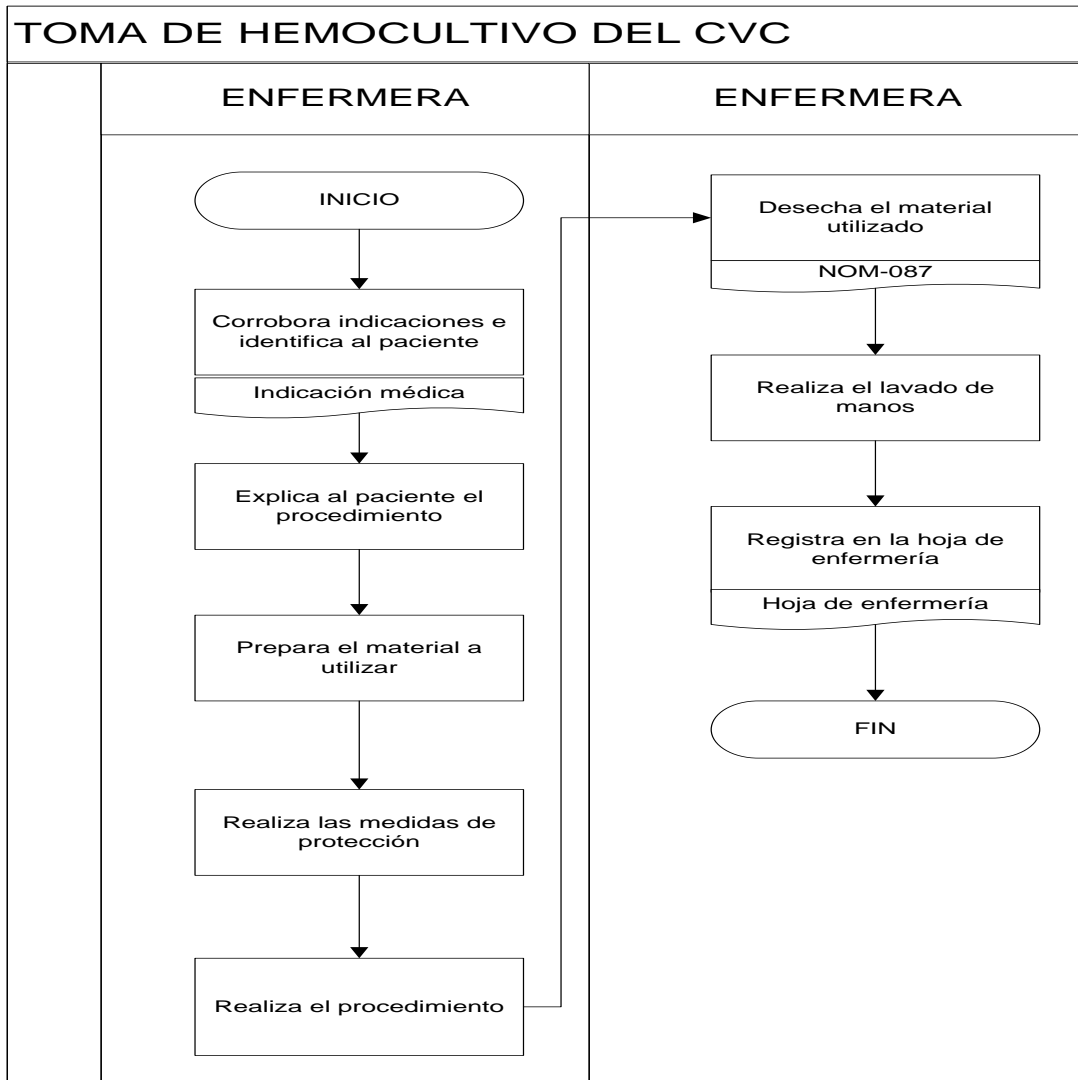 TOMA DE HEMOCULTIVO DEL CVC
ENFERMERA
INICIO
Corrobora indicaciones e
identifica al paciente
Indicación médica
Explica al paciente el
procedimiento
Prepara el material a
utilizar
Realiza las medidas de
protección
Realiza el procedimiento
ENFERMERA
Desecha el material
utilizado
NOM-087
Realiza el lavado de
manos
Registra en la hoja de
enfermería
Hoja de enfermería
FIN